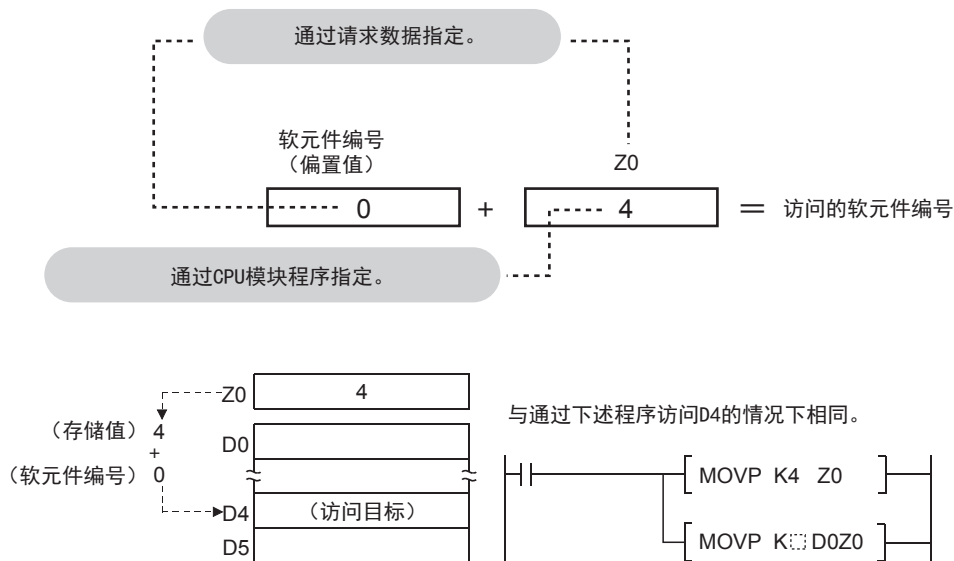 通过请求数据指定。
软元件编号
（偏置值）
Z0
0 + 4 = 访问的软元件编号
通过CPU模块程序指定。
Z0 4
与通过下述程序访问D4的情况下相同。
（存储值） 4
D0
+
（软元件编号） 0
MOVP K4 Z0
D4 （访问目标）
D5
MOVP K D0Z0